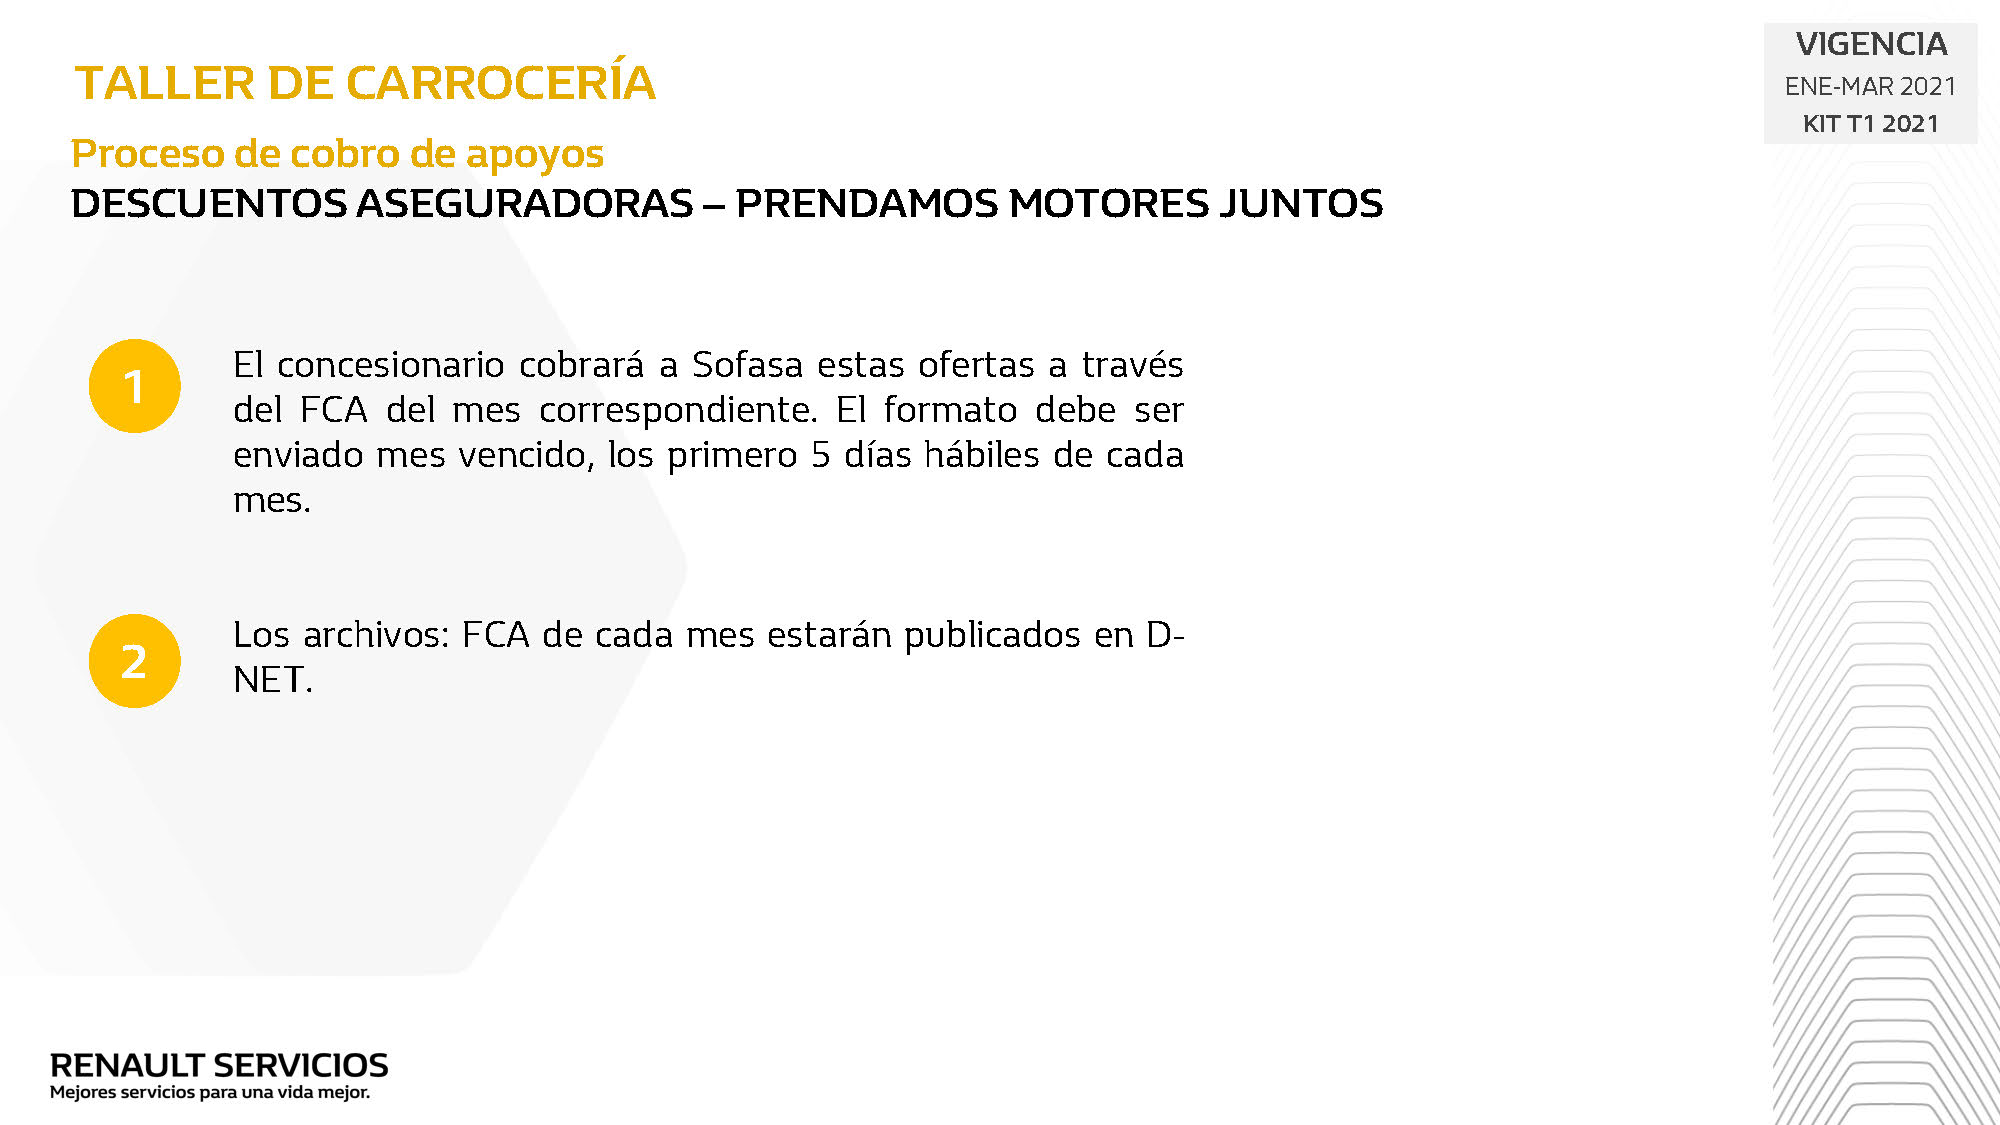 TALLER DE CARROCERÍA
VIGENCIA
ENE-MAR 2021
KIT T1 2021
Proceso de cobro de apoyos
DESCUENTOS ASEGURADORAS – PRENDAMOS MOTORES JUNTOS
1
El concesionario cobrará a Sofasa estas ofertas a través
del FCA del mes correspondiente. El formato debe ser
enviado mes vencido, los primero 5 días hábiles de cada
mes.
2
Los archivos: FCA de cada mes estarán publicados en D-
NET.
RENAULT SERVICIOS
Mejores servicios para una vida mejor.